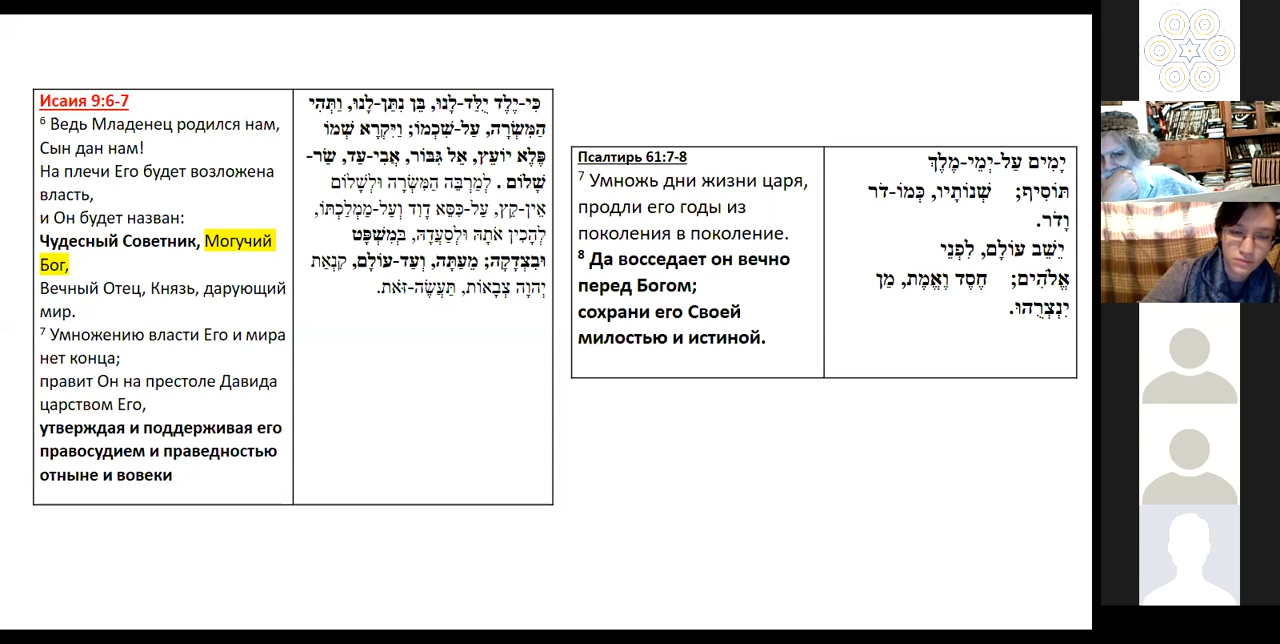 Исаия 9:6-7
⁶ Ведь Младенец родился нам,
Сын дан нам!
На плечи Его будет возложена
власть,
и Он будет назван:
Чудесный Советник, Могучий
Бог,
Вечный Отец, Князь, дарующий
мир.
⁷ Умножению власти Его и мира
нет конца;
правит Он на престоле Давида
царством Его,
утверждая и поддерживая его
правосудием и праведностью
отныне и вовеки
כִּי-יֶלֶד יֻלַּד-לָנוּ, בֵּן נִתַּן-לָנוּ, וַתְּהִי
הַמִּשְׂרָה, עַל-שִׁכְמוֹ; וַיִּקְרָא שְׁמוֹ
פֶּלֶא יוֹעֵץ, אֵל גִּבּוֹר, אֲבִי-עַד, שַׂר-
שָׁלוֹם . לְמַרְבֵּה הַמִּשְׂרָה וּלְשָׁלוֹם
אֵין-קֵץ, עַל-כִּסֵּא דָוִד וְעַל-מַמְלַכְתּוֹ,
לְהָכִין אֹתָהּ וּלְסַעֲדָהּ, בְּמִשְׁפָּט
וּבִצְדָקָה; מֵעַתָּה, וְעַד-עוֹלָם, קִנְאַת
יְהוָה צְבָאוֹת, תַּעֲשֶׂה-זֹּאת.
Псалтирь 61:7-8
⁷ Умножь дни жизни царя,
продли его годы из
поколения в поколение.
⁸ Да восседает он вечно
перед Богом;
сохрани его Своей
милостью и истиной.
יָמִים עַל-יְמֵי-מֶלֶךְ
תּוֹסִיף; שְׁנוֹתָיו, כְּמוֹ-דֹר
וָדֹר.
יֵשֵׁב עוֹלָם, לִפְנֵי
אֱלֹהִים; חֶסֶד וֶאֱמֶת, מַן
יִנְצְרֻהוּ.